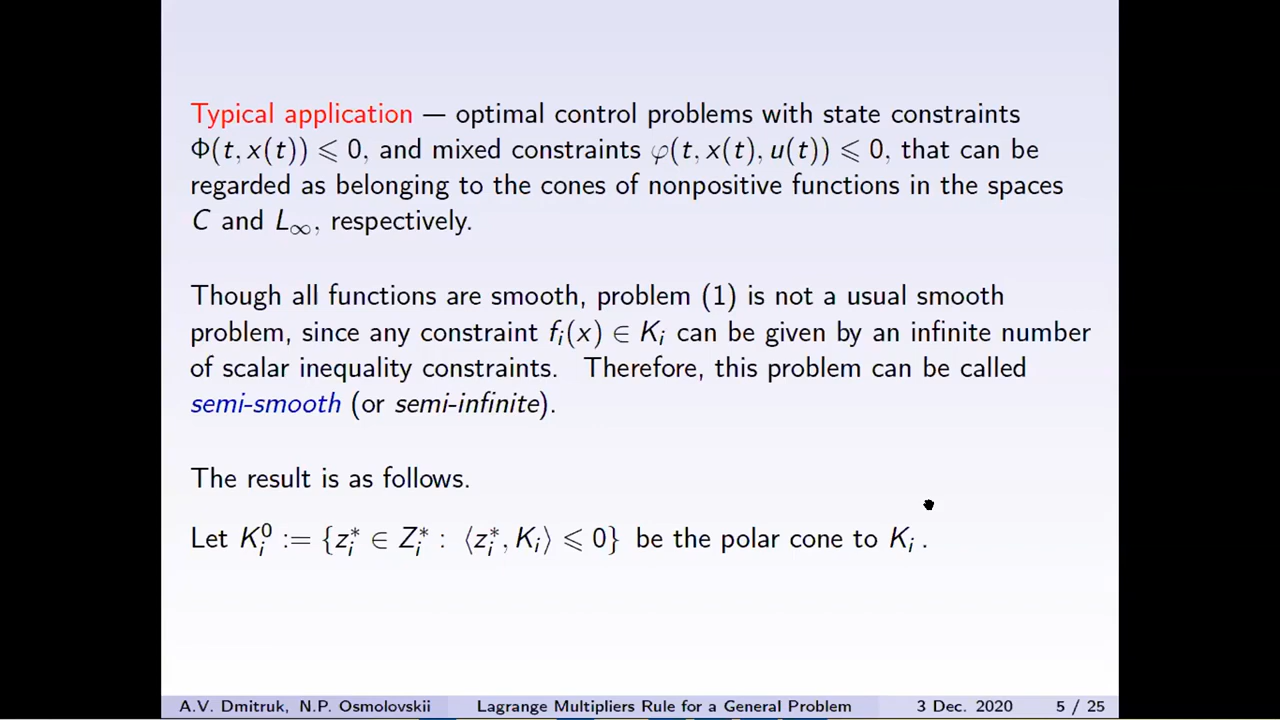 Typical application — optimal control problems with state constraints
Φ(t, x(t)) ⩽ 0, and mixed constraints φ(t, x(t), u(t)) ⩽ 0, that can be
regarded as belonging to the cones of nonpositive functions in the spaces
C and L∞, respectively.
Though all functions are smooth, problem (1) is not a usual smooth
problem, since any constraint fᵢ(x) ∈ Kᵢ can be given by an infinite number
of scalar inequality constraints. Therefore, this problem can be called
semi-smooth (or semi-infinite).
The result is as follows.
Let Kᵢ⁰ := {zᵢ* ∈ Zᵢ* : ⟨zᵢ*, Kᵢ⟩ ⩽ 0} be the polar cone to Kᵢ .
A.V. Dmitruk, N.P. Osmolovskii Lagrange Multipliers Rule for a General Problem 3 Dec. 2020 5 / 25